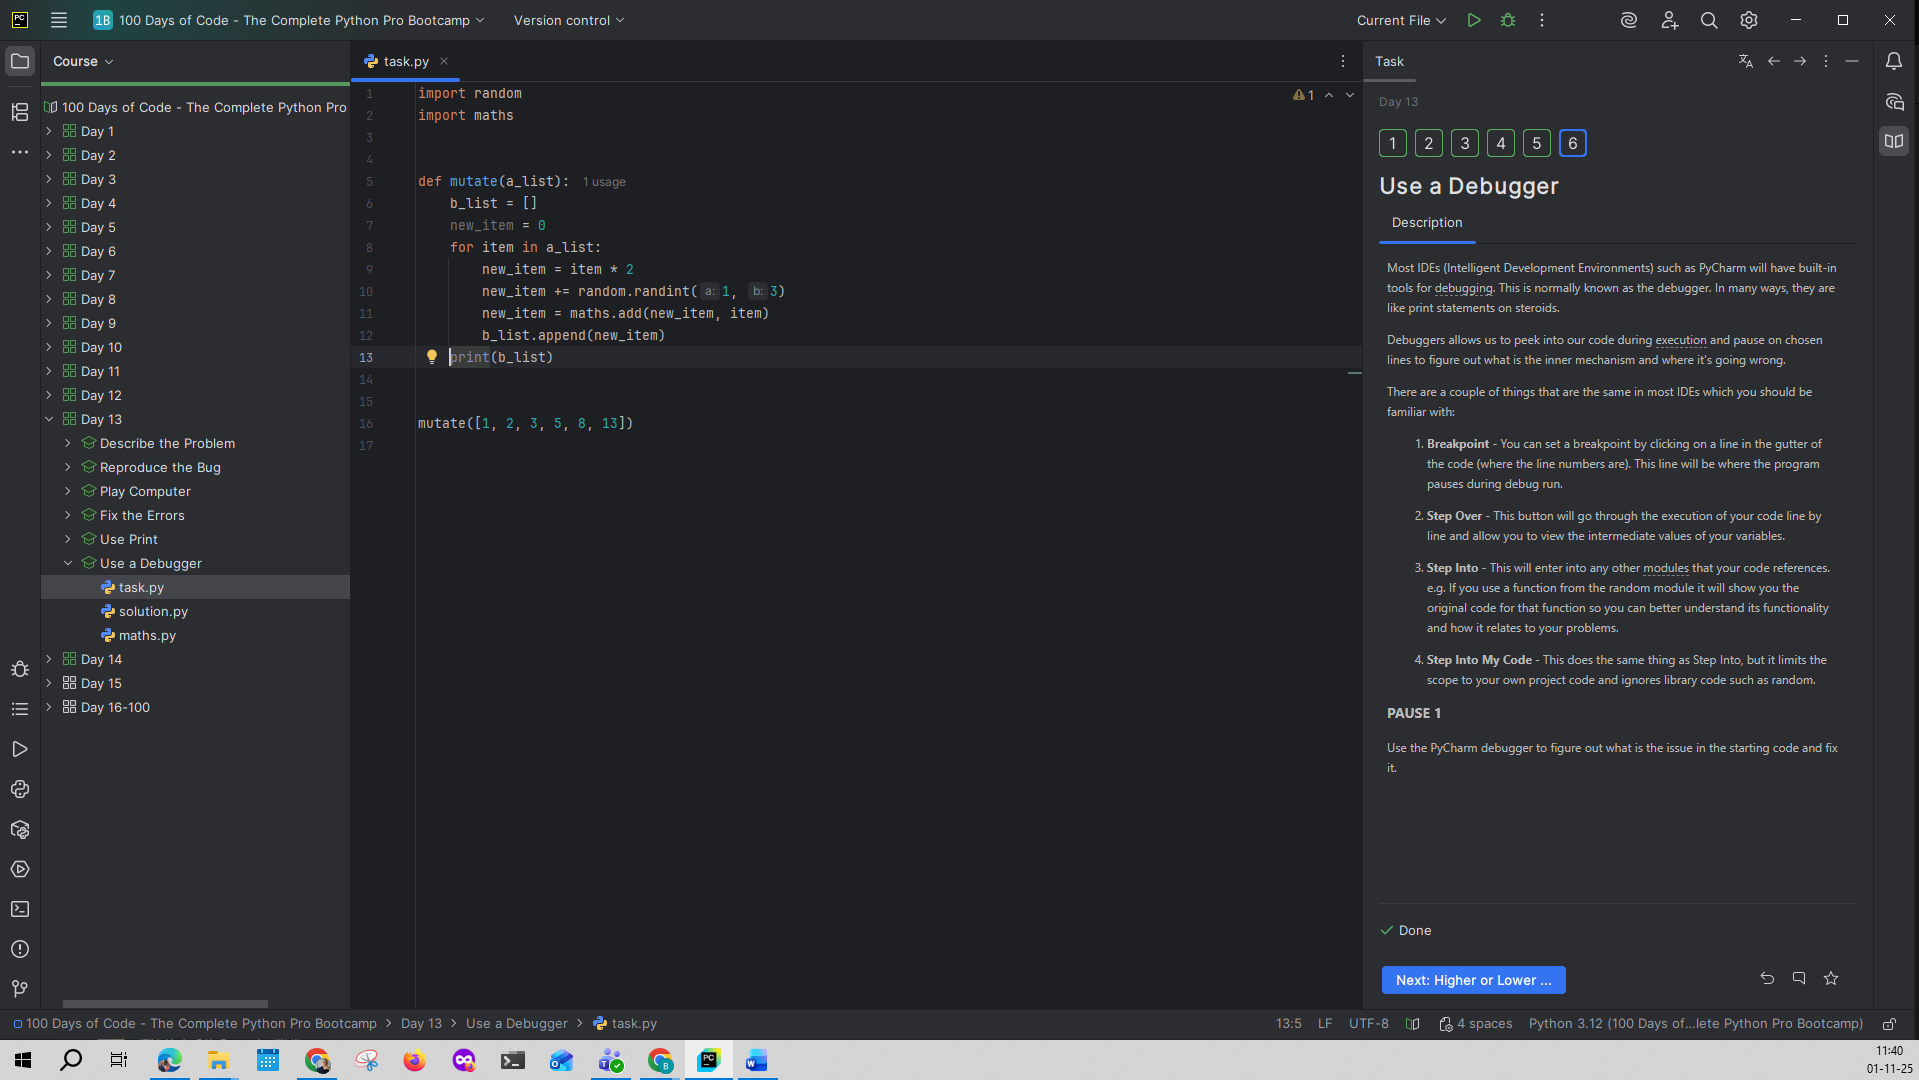 PC
1B 100 Days of Code - The Complete Python Pro Bootcamp
Version control
Current File
Course
100 Days of Code - The Complete Python Pro
Day 1
Day 2
Day 3
Day 4
Day 5
Day 6
Day 7
Day 8
Day 9
Day 10
Day 11
Day 12
Day 13
Describe the Problem
Reproduce the Bug
Play Computer
Fix the Errors
Use Print
Use a Debugger
task.py
solution.py
maths.py
Day 14
Day 15
Day 16-100
task.py
1
1 import random
2 import maths
3
4
5 def mutate(a_list): 1 usage
6 b_list = []
7 new_item = 0
8 for item in a_list:
9 new_item = item * 2
10 new_item += random.randint( a: 1, b: 3)
11 new_item = maths.add(new_item, item)
12 b_list.append(new_item)
13 print(b_list)
14
15
16 mutate([1, 2, 3, 5, 8, 13])
17
Task
Day 13
1 2 3 4 5 6
Use a Debugger
Description
Most IDEs (Intelligent Development Environments) such as PyCharm will have built-in
tools for debugging. This is normally known as the debugger. In many ways, they are
like print statements on steroids.
Debuggers allows us to peek into our code during execution and pause on chosen
lines to figure out what is the inner mechanism and where it's going wrong.
There are a couple of things that are the same in most IDEs which you should be
familiar with:
1. Breakpoint - You can set a breakpoint by clicking on a line in the gutter of
the code (where the line numbers are). This line will be where the program
pauses during debug run.
2. Step Over - This button will go through the execution of your code line by
line and allow you to view the intermediate values of your variables.
3. Step Into - This will enter into any other modules that your code references.
e.g. If you use a function from the random module it will show you the
original code for that function so you can better understand its functionality
and how it relates to your problems.
4. Step Into My Code - This does the same thing as Step Into, but it limits the
scope to your own project code and ignores library code such as random.
PAUSE 1
Use the PyCharm debugger to figure out what is the issue in the starting code and fix
it.
Done
Next: Higher or Lower ...
100 Days of Code - The Complete Python Pro Bootcamp > Day 13 > Use a Debugger > task.py
13:5 LF UTF-8 4 spaces Python 3.12 (100 Days of...lete Python Pro Bootcamp)
11:40
01-11-25